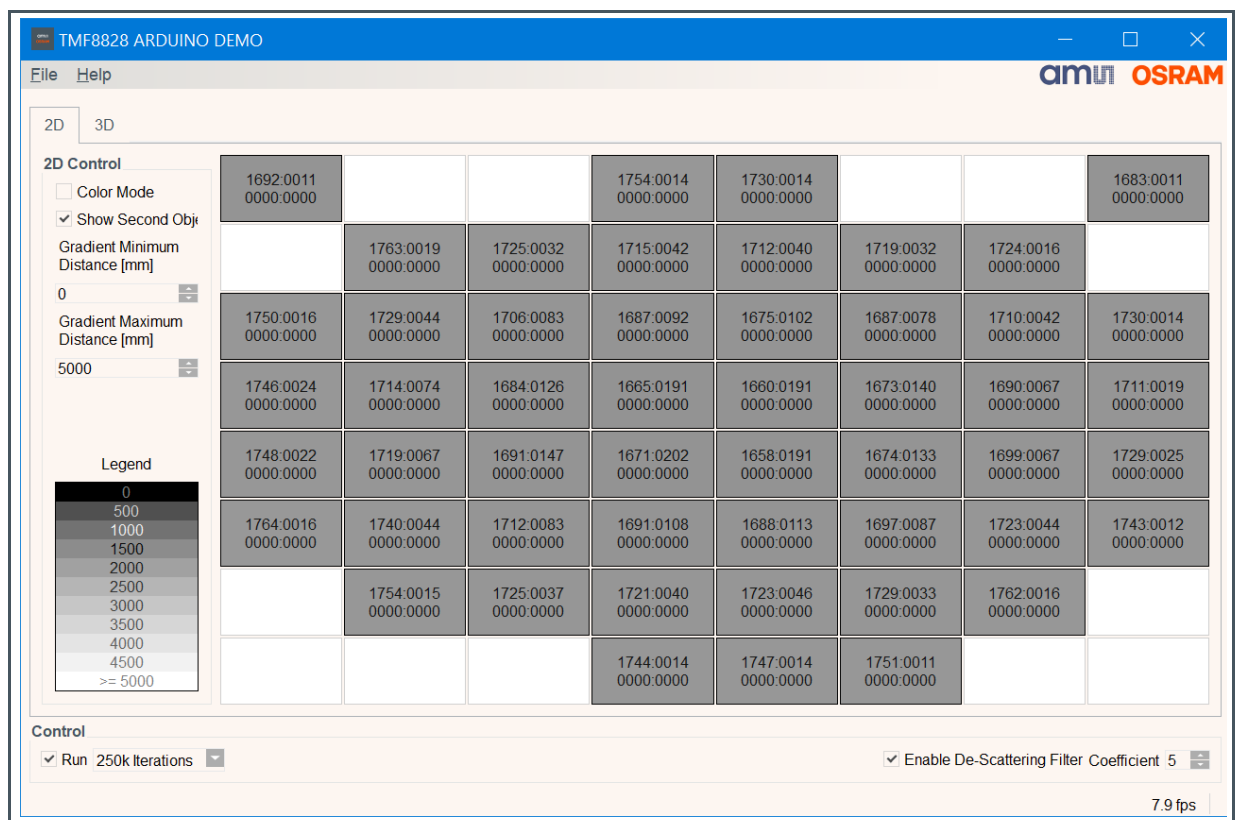 TMF8828 ARDUINO DEMO
File Help
amu OSRAM
2D 3D
2D Control
Color Mode
Show Second Obje
Gradient Minimum
Distance [mm]
0
Gradient Maximum
Distance [mm]
5000
Legend
0
500
1000
1500
2000
2500
3000
3500
4000
4500
>= 5000
1692:0011 1754:0014 1730:0014 1683:0011
0000:0000 0000:0000 0000:0000 0000:0000
1763:0019 1725:0032 1715:0042 1712:0040 1719:0032 1724:0016
0000:0000 0000:0000 0000:0000 0000:0000 0000:0000 0000:0000
1750:0016 1729:0044 1706:0083 1687:0092 1675:0102 1687:0078 1710:0042 1730:0014
0000:0000 0000:0000 0000:0000 0000:0000 0000:0000 0000:0000 0000:0000 0000:0000
1746:0024 1714:0074 1684:0126 1665:0191 1660:0191 1673:0140 1690:0067 1711:0019
0000:0000 0000:0000 0000:0000 0000:0000 0000:0000 0000:0000 0000:0000 0000:0000
1748:0022 1719:0067 1691:0147 1671:0202 1658:0191 1674:0133 1699:0067 1729:0025
0000:0000 0000:0000 0000:0000 0000:0000 0000:0000 0000:0000 0000:0000 0000:0000
1764:0016 1740:0044 1712:0083 1691:0108 1688:0113 1697:0087 1723:0044 1743:0012
0000:0000 0000:0000 0000:0000 0000:0000 0000:0000 0000:0000 0000:0000 0000:0000
1754:0015 1725:0037 1721:0040 1723:0046 1729:0033 1762:0016
0000:0000 0000:0000 0000:0000 0000:0000 0000:0000 0000:0000
1744:0014 1747:0014 1751:0011
0000:0000 0000:0000 0000:0000
Control
Run 250k Iterations Enable De-Scattering Filter Coefficient 5
7.9 fps